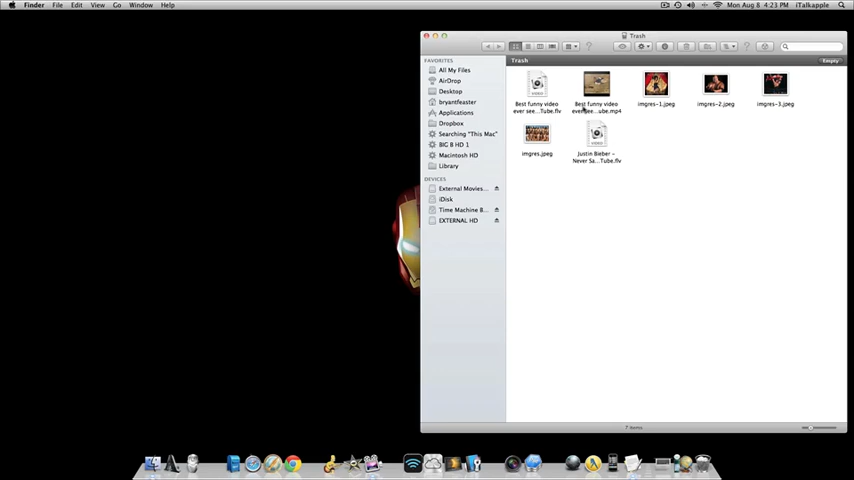 Finder File Edit View Go Window Help
Mon Aug 8 4:23 PM iTalkapple
Trash
Trash
Empty
FAVORITES
All My Files
AirDrop
Desktop
bryantfeaster
Applications
Dropbox
Searching "This Mac"
BIG B HD 1
Macintosh HD
Library
DEVICES
External Movies...
iDisk
Time Machine B...
EXTERNAL HD
VIDEO
Best funny video
ever see...Tube.flv
Best funny video
ever see...ube.mp4
imgres-1.jpeg
imgres-2.jpeg
imgres-3.jpeg
imgres.jpeg
VIDEO
Justin Bieber -
Never Sa...Tube.flv
7 items